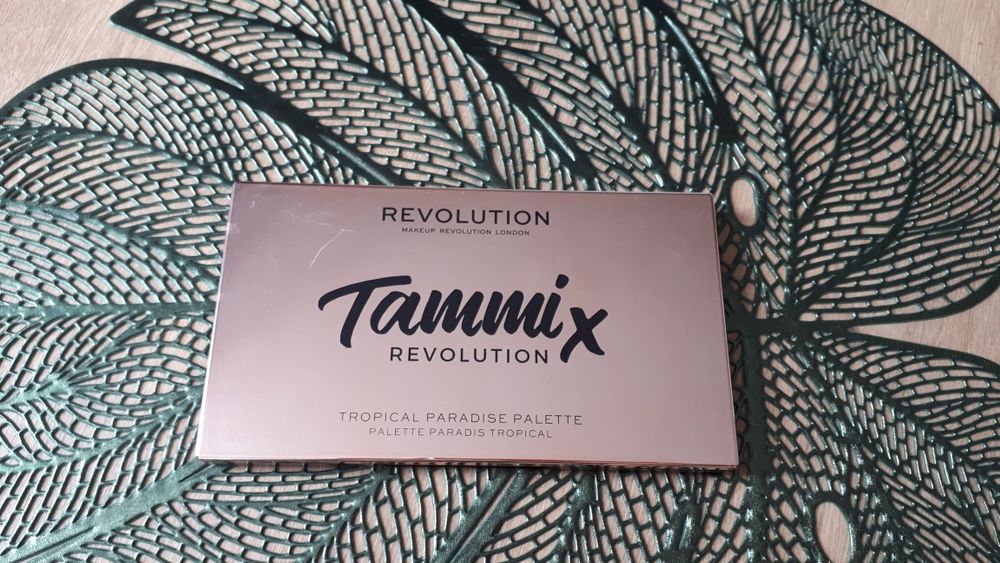 REVOLUTION
MAKEUP REVOLUTION LONDON
Tammi x
REVOLUTION
TROPICAL PARADISE PALETTE
PALETTE PARADIS TROPICAL